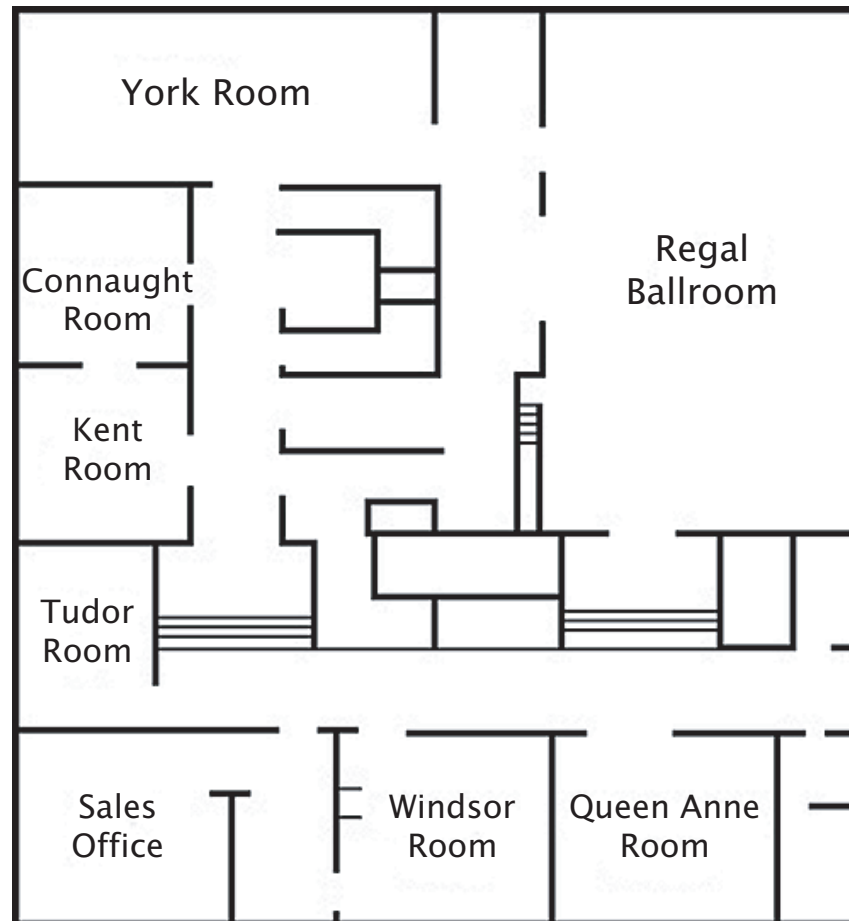 York Room
Regal
Ballroom
Connaught
Room
Kent
Room
Tudor
Room
Sales
Office
Windsor
Room
Queen Anne
Room